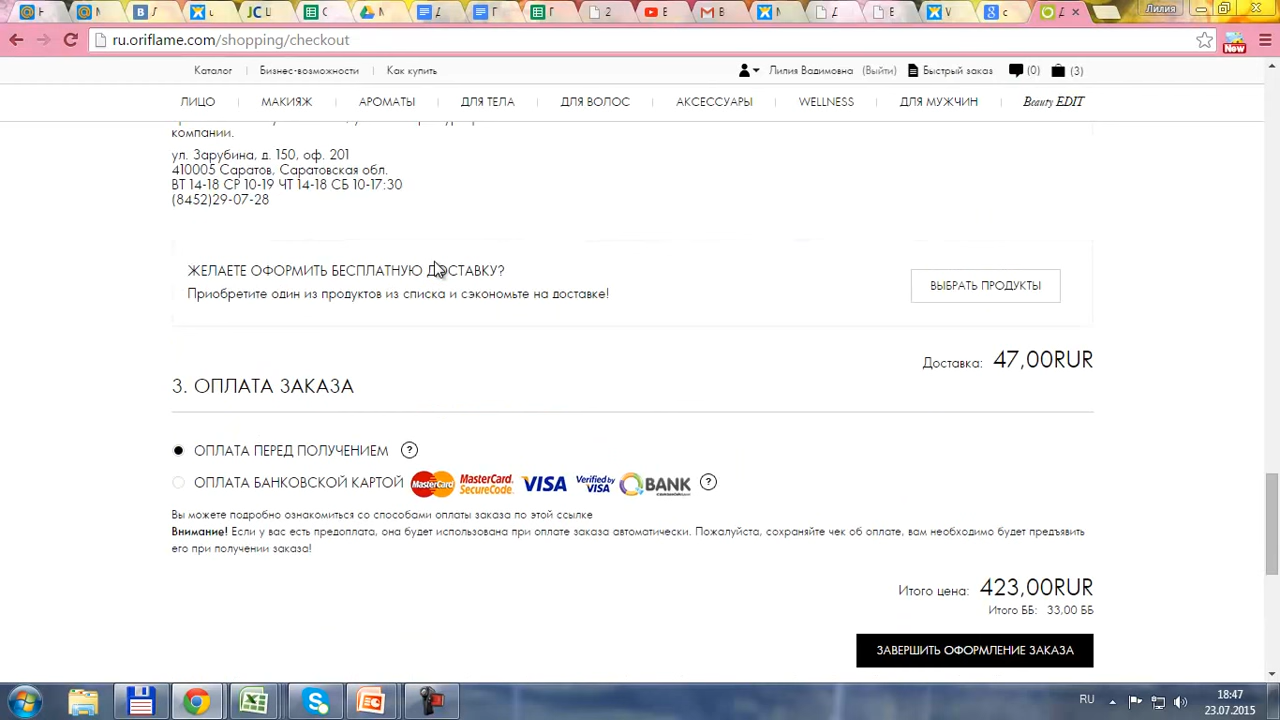 Лилия
ru.oriflame.com/shopping/checkout
New
Каталог Бизнес-возможности Как купить
Лилия Вадимовна (Выйти) Быстрый заказ (0) (3)
ЛИЦО МАКИЯЖ АРОМАТЫ ДЛЯ ТЕЛА ДЛЯ ВОЛОС АКСЕССУАРЫ WELLNESS ДЛЯ МУЖЧИН Beauty EDIT
компании.
ул. Зарубина, д. 150, оф. 201
410005 Саратов, Саратовская обл.
ВТ 14-18 СР 10-19 ЧТ 14-18 СБ 10-17:30
(8452)29-07-28
ЖЕЛАЕТЕ ОФОРМИТЬ БЕСПЛАТНУЮ ДОСТАВКУ?
Приобретите один из продуктов из списка и сэкономьте на доставке!
ВЫБРАТЬ ПРОДУКТЫ
Доставка: 47,00RUR
3. ОПЛАТА ЗАКАЗА
ОПЛАТА ПЕРЕД ПОЛУЧЕНИЕМ ?
ОПЛАТА БАНКОВСКОЙ КАРТОЙ MasterCard MasterCard. SecureCode. VISA Verified by VISA BANK ?
Вы можете подробно ознакомиться со способами оплаты заказа по этой ссылке
Внимание! Если у вас есть предоплата, она будет использована при оплате заказа автоматически. Пожалуйста, сохраняйте чек об оплате, вам необходимо будет предъявить
его при получении заказа!
Итого цена: 423,00RUR
Итого ББ: 33,00 ББ
ЗАВЕРШИТЬ ОФОРМЛЕНИЕ ЗАКАЗА
RU
18:47
23.07.2015